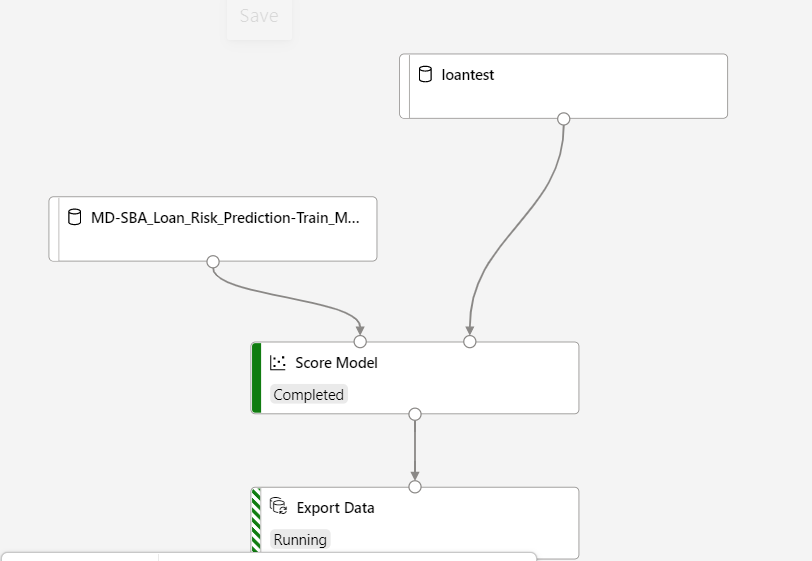 Save
loantest
MD-SBA_Loan_Risk_Prediction-Train_M...
Score Model
Completed
Export Data
Running